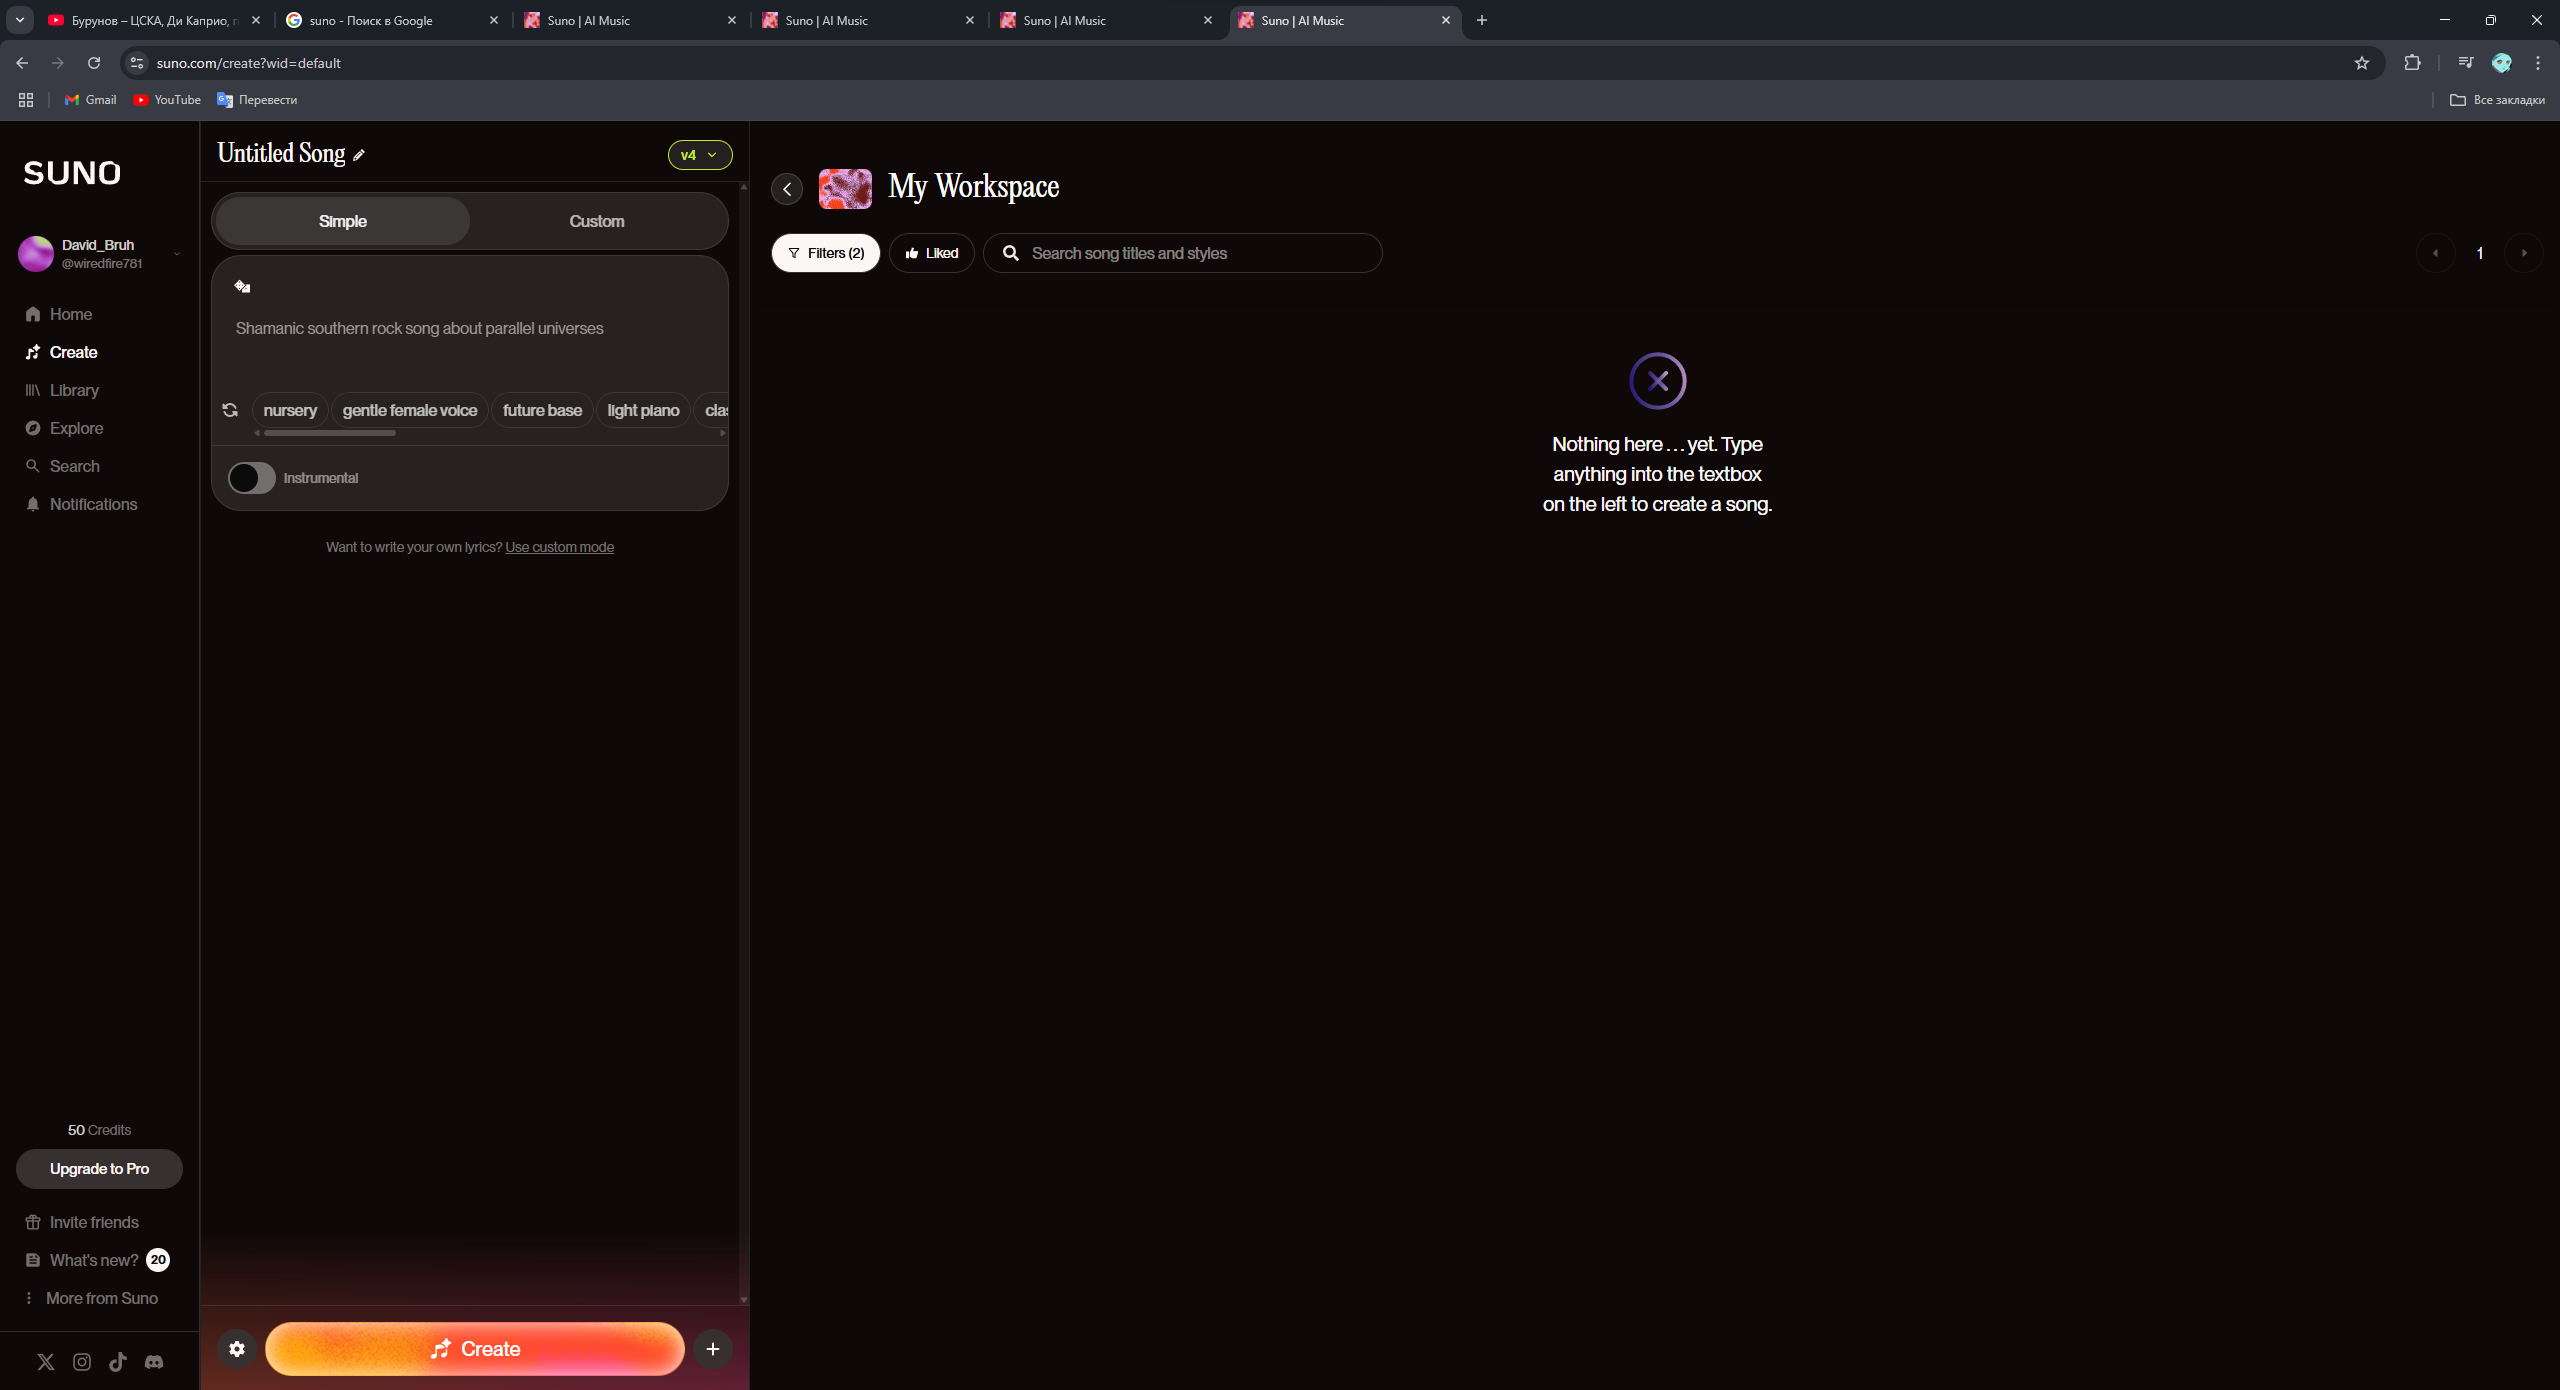 Бурунов – ЦСКА, Ди Каприо,
suno - Поиск в Google
Suno | AI Music
Suno | AI Music
Suno | AI Music
Suno | AI Music
suno.com/create?wid=default
Gmail
YouTube
Перевести
Все закладки
SUNO
David_Bruh
@wiredfire781
Home
Create
Library
Explore
Search
Notifications
50 Credits
Upgrade to Pro
Invite friends
What's new? 20
More from Suno
Untitled Song
v4
Simple
Custom
Shamanic southern rock song about parallel universes
nursery
gentle female voice
future base
light piano
clas
Instrumental
Want to write your own lyrics? Use custom mode
Create
My Workspace
Filters (2)
Liked
Search song titles and styles
1
Nothing here…yet. Type
anything into the textbox
on the left to create a song.